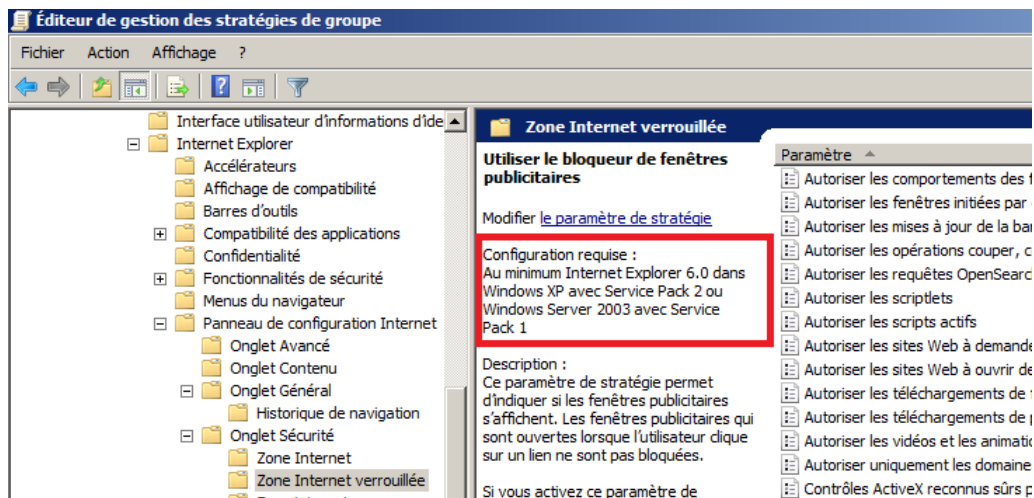 Éditeur de gestion des stratégies de groupe
Fichier Action Affichage ?
Interface utilisateur d'informations
Internet Explorer
Accélérateurs
Affichage de compatibilité
Barres d'outils
Compatibilité des applications
Confidentialité
Fonctionnalités de sécurité
Menus du navigateur
Panneau de configuration Internet
Onglet Avancé
Onglet Contenu
Onglet Général
Historique de navigation
Onglet Sécurité
Zone Internet
Zone Internet verrouillée
Zone Internet verrouillée
Utiliser le bloqueur de fenêtres
publicitaires
Modifier le paramètre de stratégie
Configuration requise :
Au minimum Internet Explorer 6.0 dans
Windows XP avec Service Pack 2 ou
Windows Server 2003 avec Service
Pack 1
Description :
Ce paramètre de stratégie permet
d'indiquer si les fenêtres publicitaires
s'affichent. Les fenêtres publicitaires qui
sont ouvertes lorsque l'utilisateur clique
sur un lien ne sont pas bloquées.
Si vous activez ce paramètre de
Paramètre
Autoriser les comportements des
Autoriser les fenêtres initiées par
Autoriser les mises à jour de la
Autoriser les opérations couper,
Autoriser les requêtes
Autoriser les scriptlets
Autoriser les scripts actifs
Autoriser les sites Web à
Autoriser les sites Web à ouvrir
Autoriser les téléchargements de
Autoriser les téléchargements de
Autoriser les vidéos et les
Autoriser uniquement les
Contrôles ActiveX reconnus sûrs